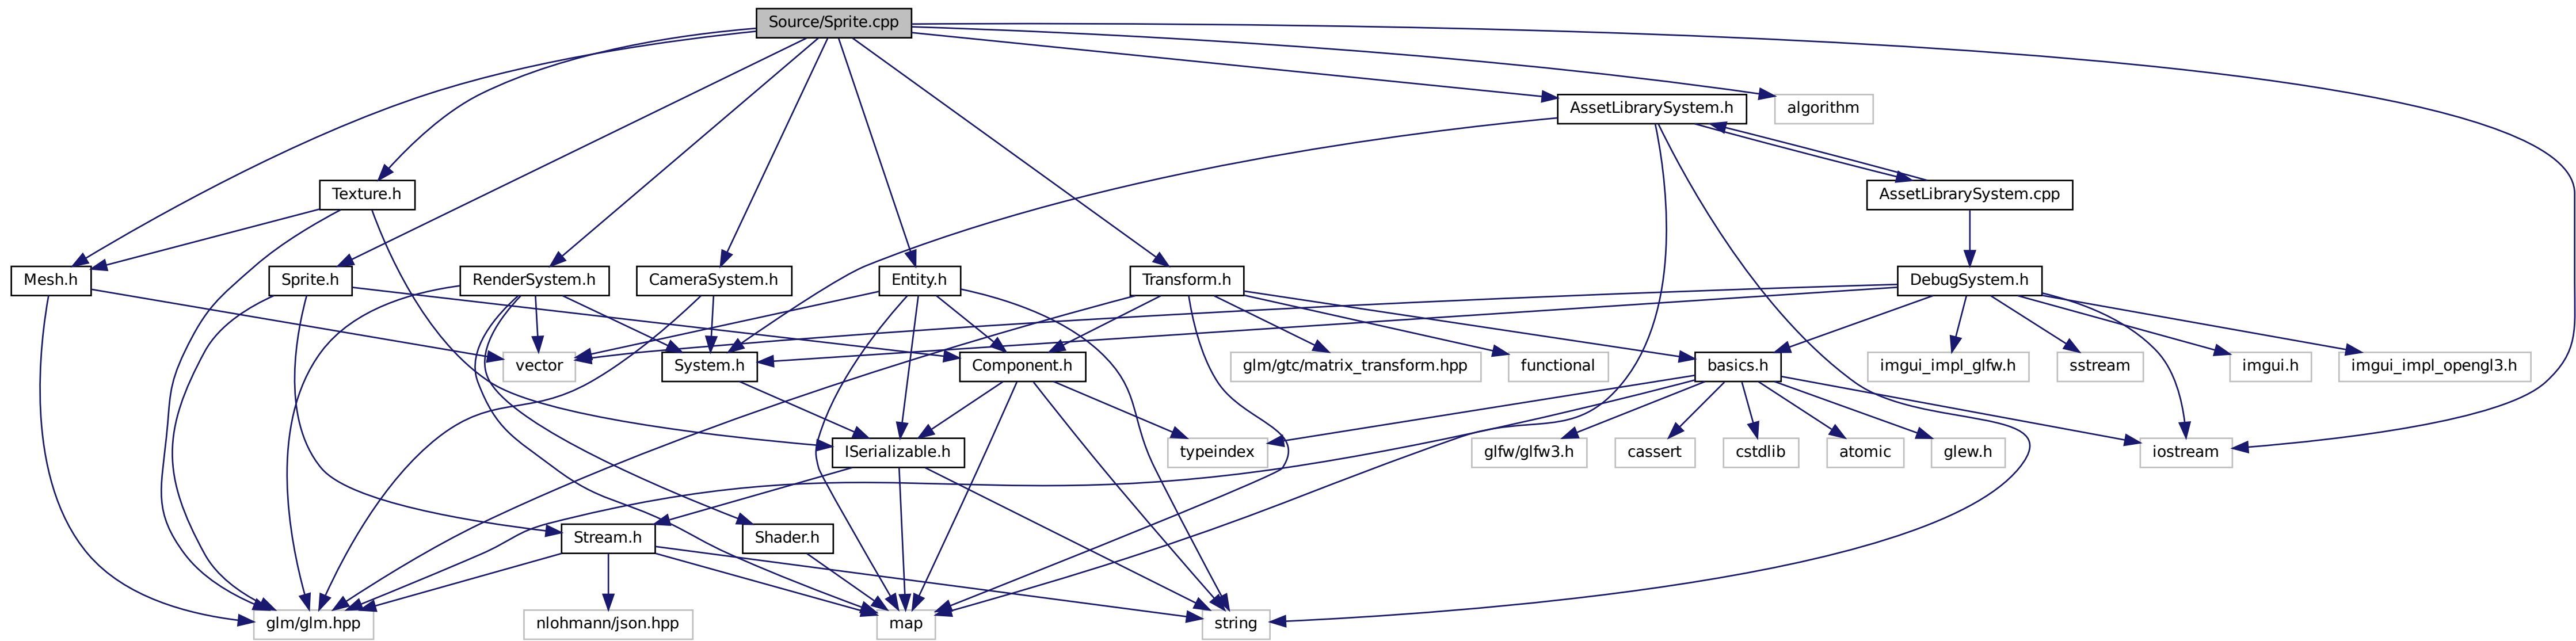 Source/Sprite.cpp
AssetLibrarySystem.h
algorithm
Texture.h
AssetLibrarySystem.cpp
Mesh.h
Sprite.h
RenderSystem.h
CameraSystem.h
Entity.h
Transform.h
DebugSystem.h
vector
System.h
Component.h
glm/gtc/matrix_transform.hpp
functional
basics.h
imgui_impl_glfw.h
sstream
imgui.h
imgui_impl_opengl3.h
ISerializable.h
typeindex
glfw/glfw3.h
cassert
cstdlib
atomic
glew.h
iostream
Stream.h
Shader.h
glm/glm.hpp
nlohmann/json.hpp
map
string